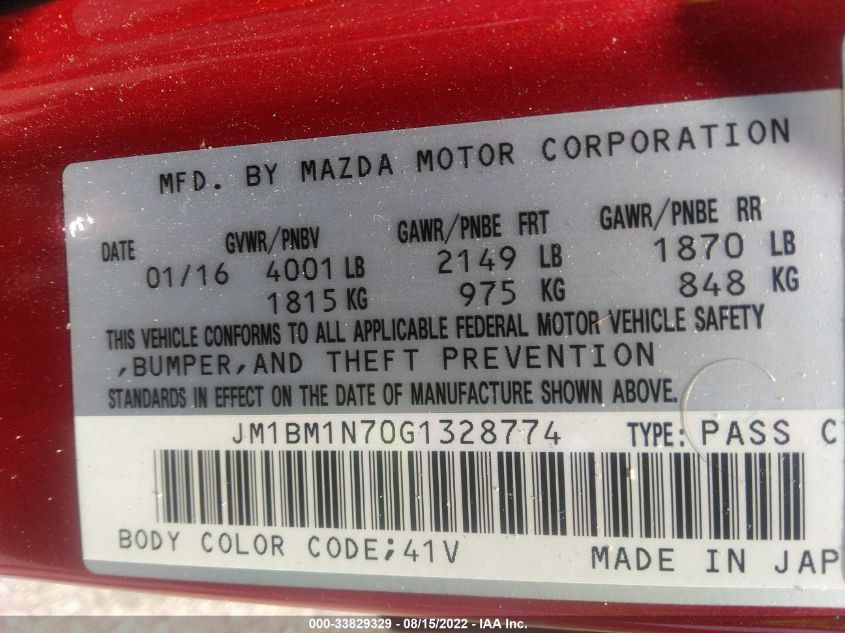 MFD. BY MAZDA MOTOR CORPORATION
DATE GVWR/PNBV GAWR/PNBE FRT GAWR/PNBE RR
01/16 4001 LB 2149 LB 1870 LB
1815 KG 975 KG 848 KG
THIS VEHICLE CONFORMS TO ALL APPLICABLE FEDERAL MOTOR VEHICLE SAFETY
,BUMPER,AND THEFT PREVENTION
STANDARDS IN EFFECT ON THE DATE OF MANUFACTURE SHOWN ABOVE.
JM1BM1N70G1328774 TYPE: PASS C
BODY COLOR CODE;41V MADE IN JAP
000-33829329 - 08/15/2022 - IAA Inc.